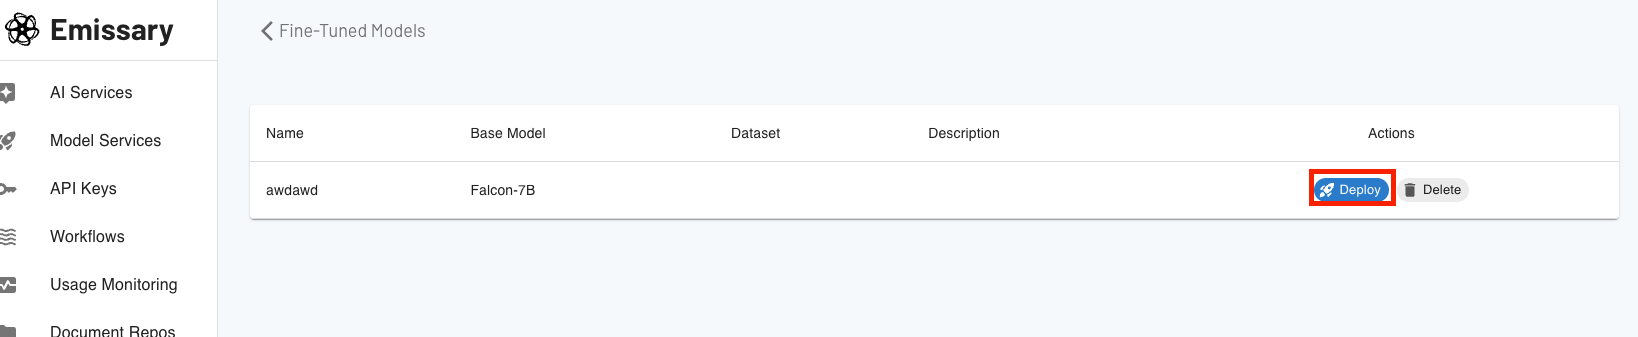 Emissary
AI Services
Model Services
API Keys
Workflows
Usage Monitoring
Document Repos
Fine-Tuned Models
Name Base Model Dataset Description Actions
awdawd Falcon-7B Deploy Delete